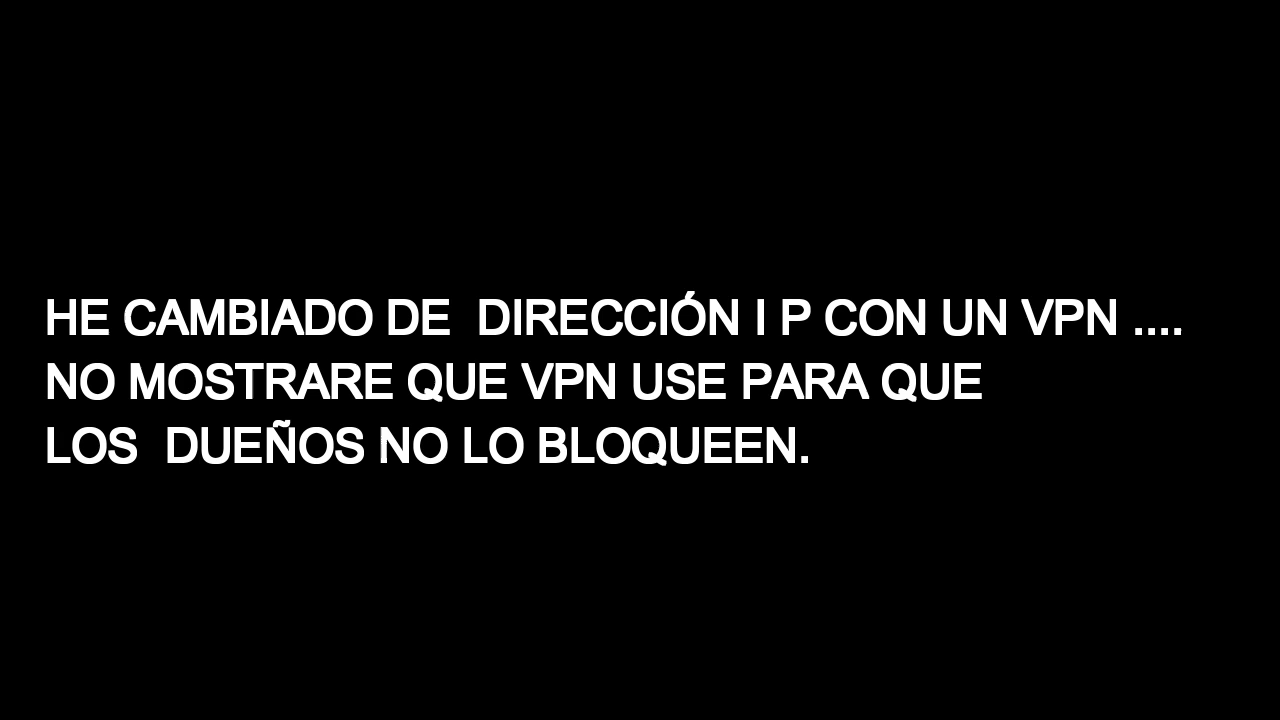 HE CAMBIADO DE  DIRECCIÓN I P CON UN VPN ....
NO MOSTRARE QUE VPN USE PARA QUE
LOS  DUEÑOS NO LO BLOQUEEN.